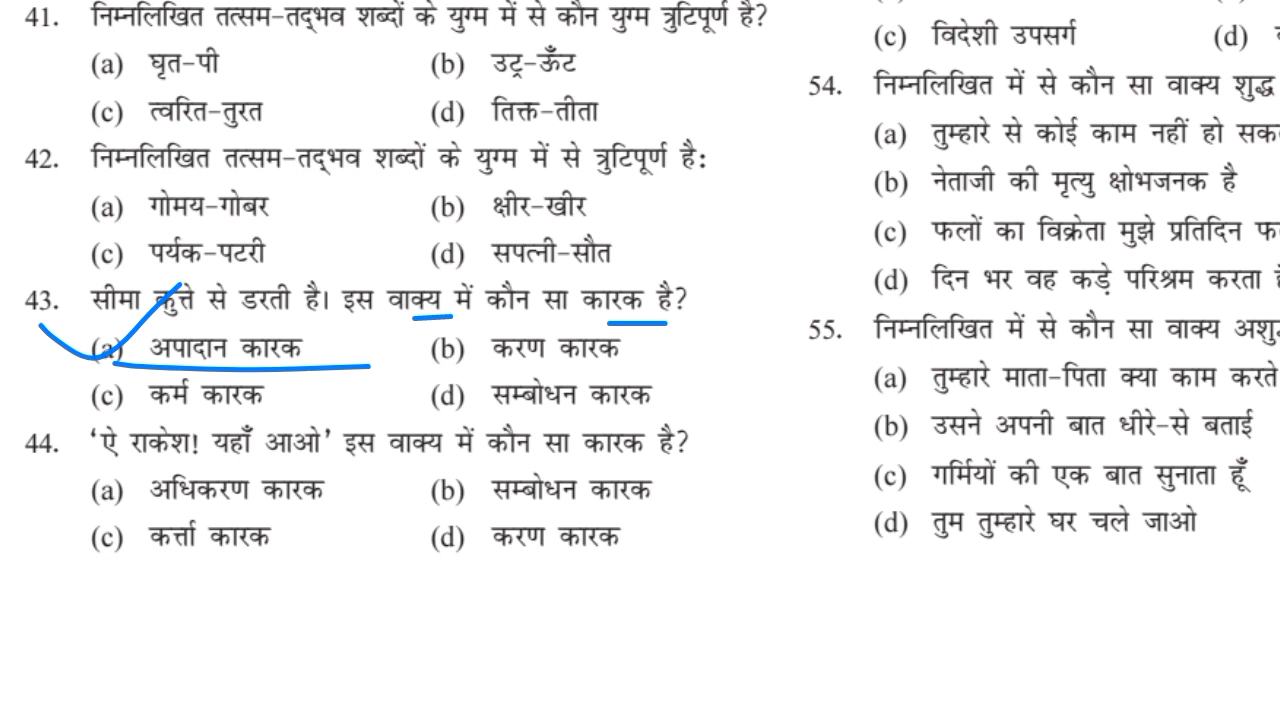 41. निम्नलिखित तत्सम-तद्भव शब्दों के युग्म में से कौन युग्म त्रुटिपूर्ण है?
(a) घृत-पी (b) उट्र-ऊँट
(c) त्वरित-तुरत (d) तिक्त-तीता
42. निम्नलिखित तत्सम-तद्भव शब्दों के युग्म में से त्रुटिपूर्ण है:
(a) गोमय-गोबर (b) क्षीर-खीर
(c) पर्यक-पटरी (d) सपत्नी-सौत
43. सीमा कुत्ते से डरती है। इस वाक्य में कौन सा कारक है?
(a) अपादान कारक (b) करण कारक
(c) कर्म कारक (d) सम्बोधन कारक
44. ‘ऐ राकेश! यहाँ आओ’ इस वाक्य में कौन सा कारक है?
(a) अधिकरण कारक (b) सम्बोधन कारक
(c) कर्त्ता कारक (d) करण कारक
(c) विदेशी उपसर्ग (d)
54. निम्नलिखित में से कौन सा वाक्य शुद्ध
(a) तुम्हारे से कोई काम नहीं हो
(b) नेताजी की मृत्यु क्षोभजनक है
(c) फलों का विक्रेता मुझे प्रतिदिन
(d) दिन भर वह कड़े परिश्रम करता
55. निम्नलिखित में से कौन सा वाक्य
(a) तुम्हारे माता-पिता क्या काम करते
(b) उसने अपनी बात धीरे-से बताई
(c) गर्मियों की एक बात सुनाता हूँ
(d) तुम तुम्हारे घर चले जाओ